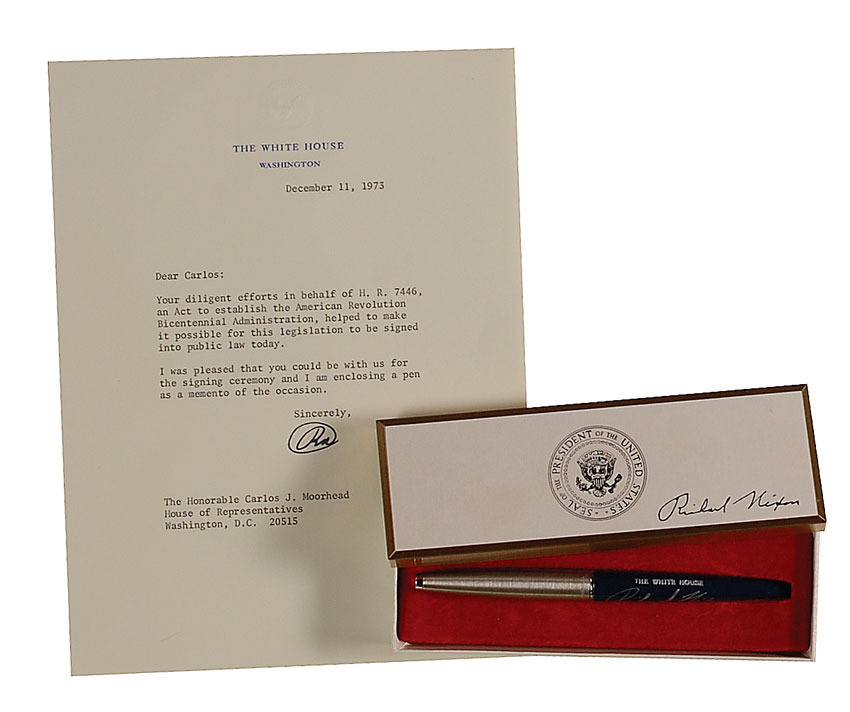 THE WHITE HOUSE
WASHINGTON
December 11, 1973
Dear Carlos:
Your diligent efforts in behalf of H. R. 7446,
an Act to establish the American Revolution
Bicentennial Administration, helped to make
it possible for this legislation to be signed
into public law today.
I was pleased that you could be with us for
the signing ceremony and I am enclosing a pen
as a memento of the occasion.
Sincerely,
The Honorable Carlos J. Moorhead
House of Representatives
Washington, D.C. 20515
SEAL OF THE PRESIDENT OF THE UNITED STATES
Richard Nixon
THE WHITE HOUSE